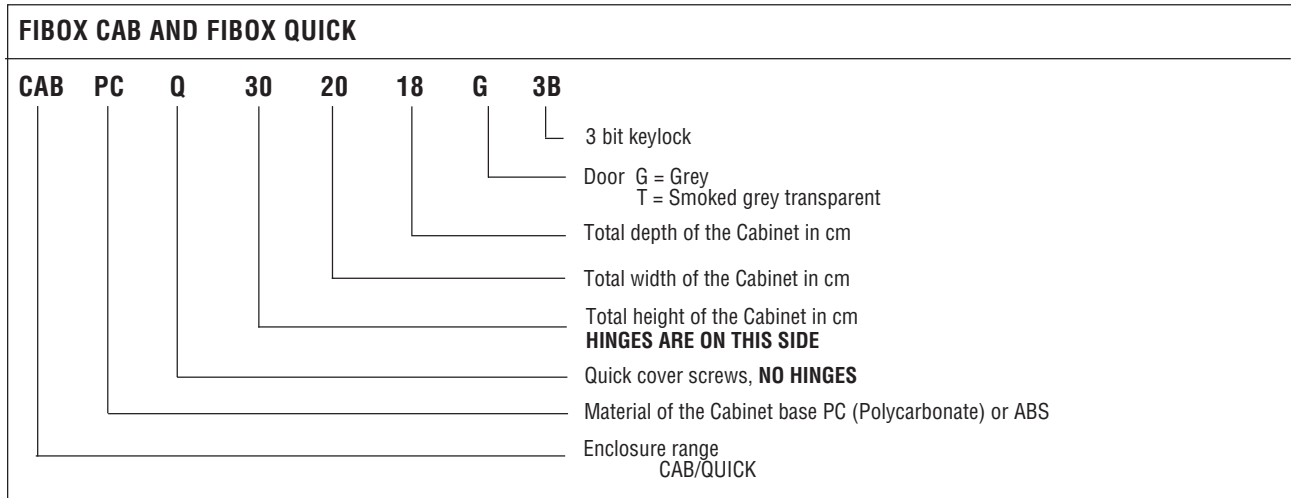 FIBOX CAB AND FIBOX QUICK
CAB PC Q 30 20 18 G 3B
3 bit keylock
Door G = Grey
T = Smoked grey transparent
Total depth of the Cabinet in cm
Total width of the Cabinet in cm
Total height of the Cabinet in cm
HINGES ARE ON THIS SIDE
Quick cover screws, NO HINGES
Material of the Cabinet base PC (Polycarbonate) or ABS
Enclosure range
CAB/QUICK